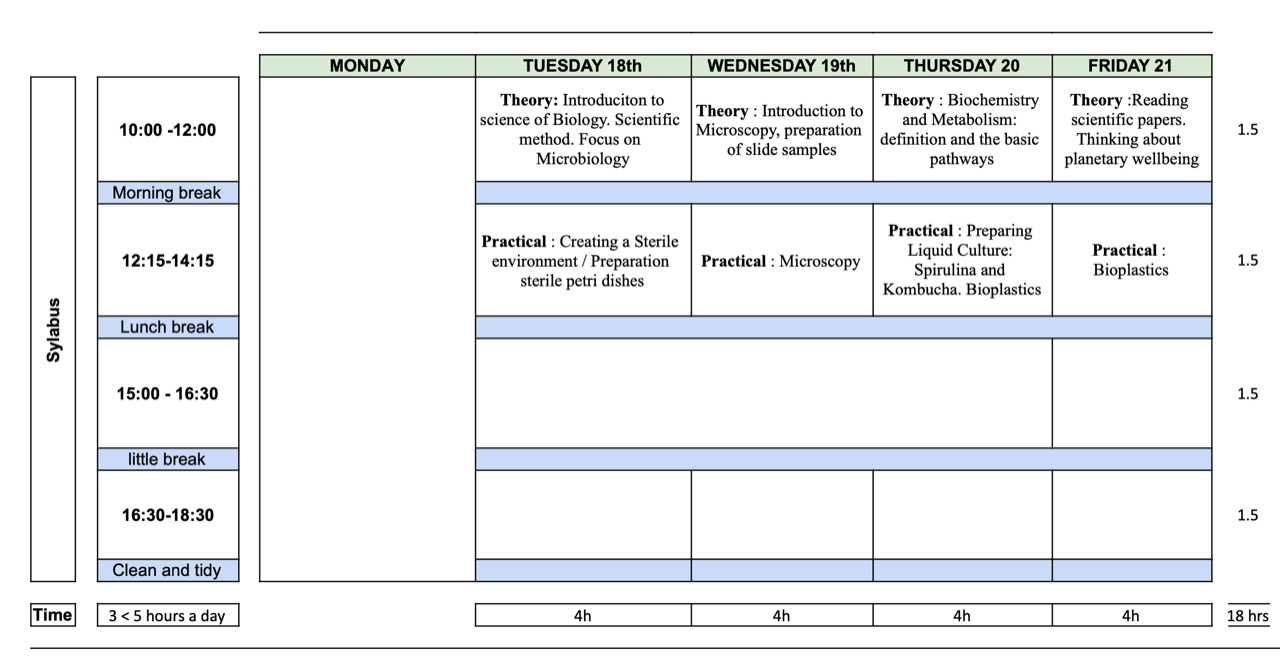 MONDAY TUESDAY 18th WEDNESDAY 19th THURSDAY 20 FRIDAY 21
Sylabus
10:00 -12:00
Theory: Introduciton to
science of Biology. Scientific
method. Focus on
Microbiology
Theory : Introduction to
Microscopy, preparation
of slide samples
Theory : Biochemistry
and Metabolism:
definition and the basic
pathways
Theory :Reading
scientific papers.
Thinking about
planetary wellbeing
1.5
Morning break
12:15-14:15
Practical : Creating a Sterile
environment / Preparation
sterile petri dishes
Practical : Microscopy
Practical : Preparing
Liquid Culture:
Spirulina and
Kombucha. Bioplastics
Practical :
Bioplastics
1.5
Lunch break
15:00 - 16:30
1.5
little break
16:30-18:30
1.5
Clean and tidy
Time 3 < 5 hours a day 4h 4h 4h 4h 18 hrs